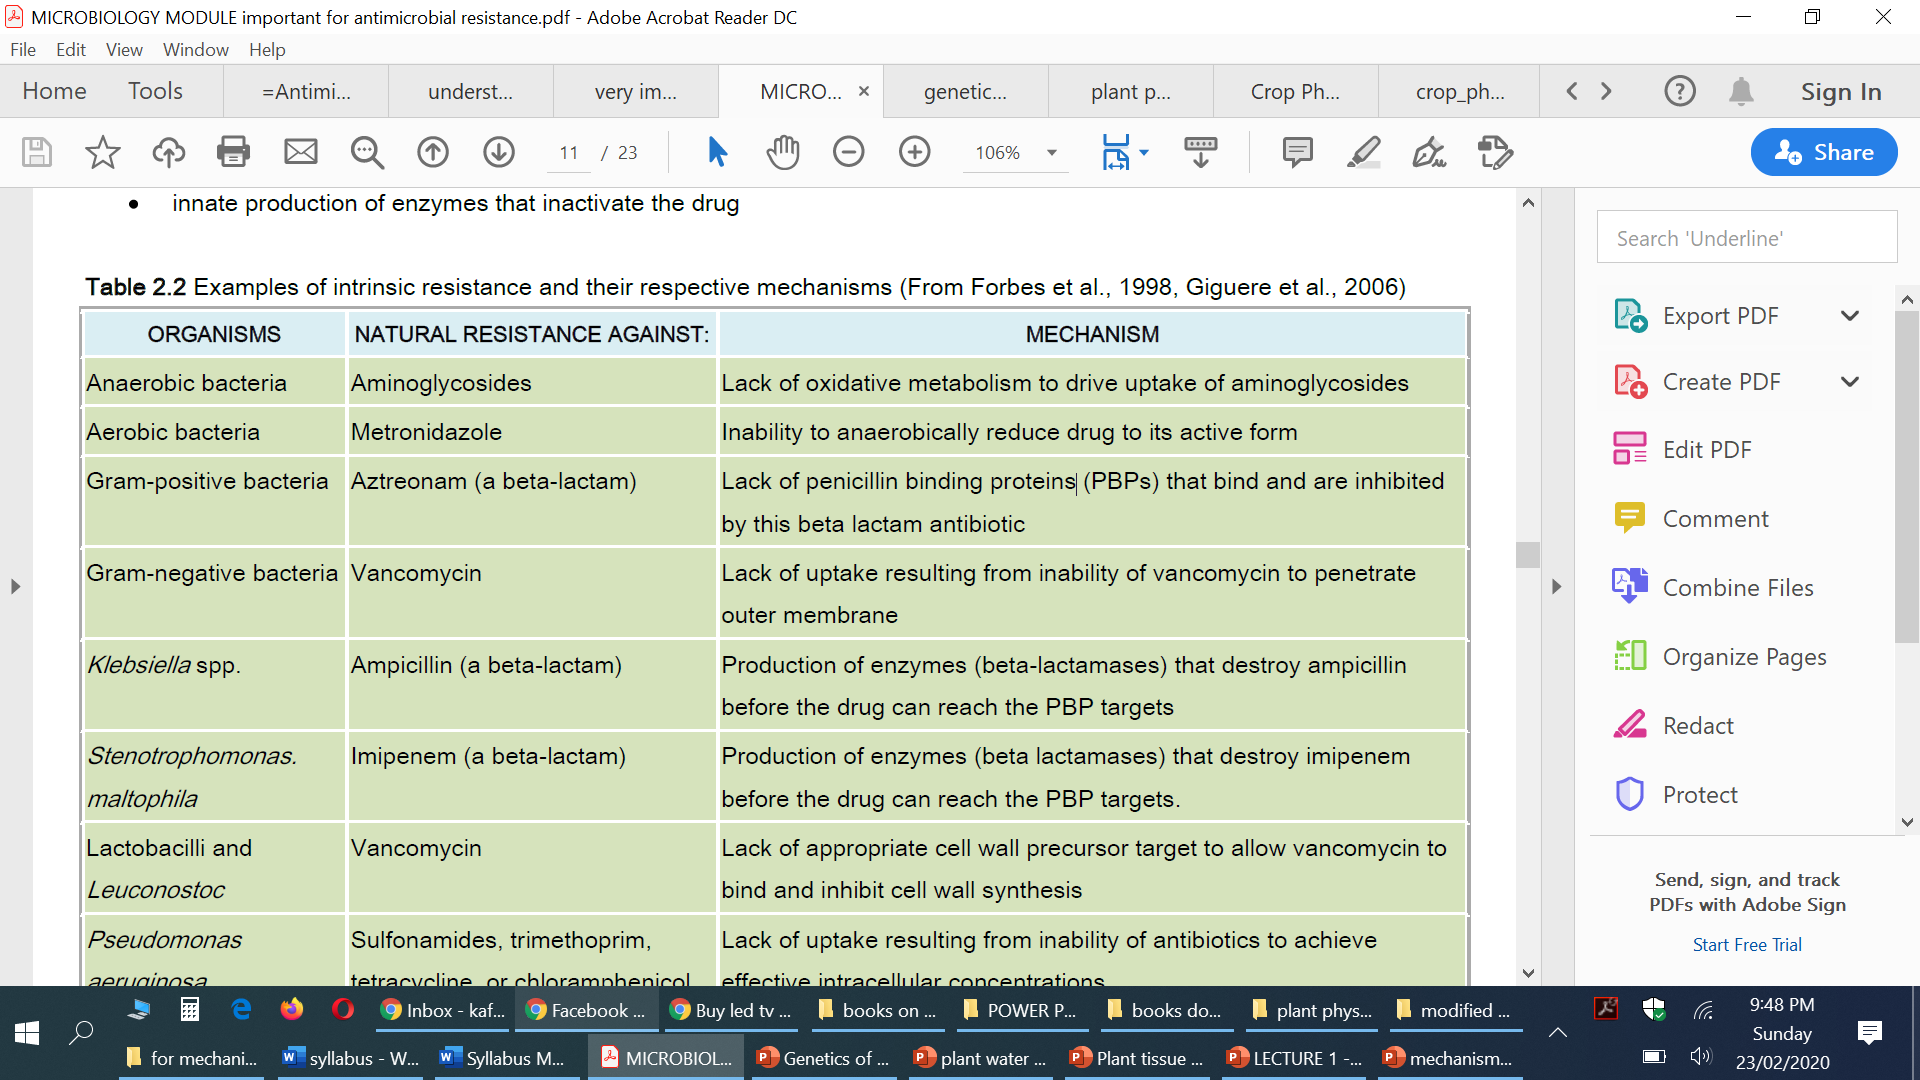 MICROBIOLOGY MODULE important for antimicrobial resistance.pdf - Adobe Acrobat Reader DC
File Edit View Window Help
Home Tools =Antimi... underst... very im... MICRO... × genetic... plant p... Crop Ph... crop_ph... Sign In
11 / 23 106% Share
• innate production of enzymes that inactivate the drug
Table 2.2 Examples of intrinsic resistance and their respective mechanisms (From Forbes et al., 1998, Giguere et al., 2006)
ORGANISMS NATURAL RESISTANCE AGAINST: MECHANISM
Anaerobic bacteria Aminoglycosides Lack of oxidative metabolism to drive uptake of aminoglycosides
Aerobic bacteria Metronidazole Inability to anaerobically reduce drug to its active form
Gram-positive bacteria Aztreonam (a beta-lactam) Lack of penicillin binding proteins (PBPs) that bind and are inhibited
by this beta lactam antibiotic
Gram-negative bacteria Vancomycin Lack of uptake resulting from inability of vancomycin to penetrate
outer membrane
Klebsiella spp. Ampicillin (a beta-lactam) Production of enzymes (beta-lactamases) that destroy ampicillin
before the drug can reach the PBP targets
Stenotrophomonas. Imipenem (a beta-lactam) Production of enzymes (beta lactamases) that destroy imipenem
maltophila before the drug can reach the PBP targets.
Lactobacilli and Vancomycin Lack of appropriate cell wall precursor target to allow vancomycin to
Leuconostoc bind and inhibit cell wall synthesis
Pseudomonas Sulfonamides, trimethoprim, Lack of uptake resulting from inability of antibiotics to achieve
aeruginosa tetracycline, or chloramphenicol effective intracellular concentrations
Search 'Underline'
Export PDF
Create PDF
Edit PDF
Comment
Combine Files
Organize Pages
Redact
Protect
Send, sign, and track
PDFs with Adobe Sign
Start Free Trial
Inbox - kaf... Facebook ... Buy led tv ... books on ... POWER P... books do... plant phys... modified ...
for mechani... syllabus - W... Syllabus M... MICROBIOL... Genetics of ... plant water ... Plant tissue ... LECTURE 1 -... mechanism...
9:48 PM
Sunday
23/02/2020